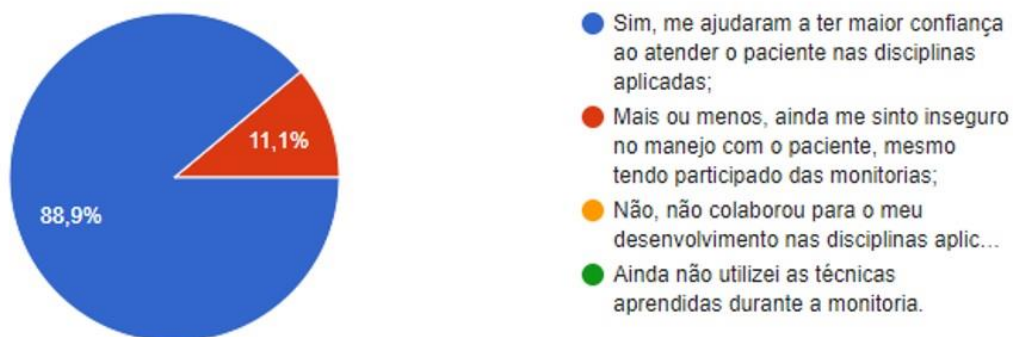 88,9%
11,1%
Sim, me ajudaram a ter maior confiança
ao atender o paciente nas disciplinas
aplicadas;
Mais ou menos, ainda me sinto inseguro
no manejo com o paciente, mesmo
tendo participado das monitorias;
Não, não colaborou para o meu
desenvolvimento nas disciplinas aplic...
Ainda não utilizei as técnicas
aprendidas durante a monitoria.